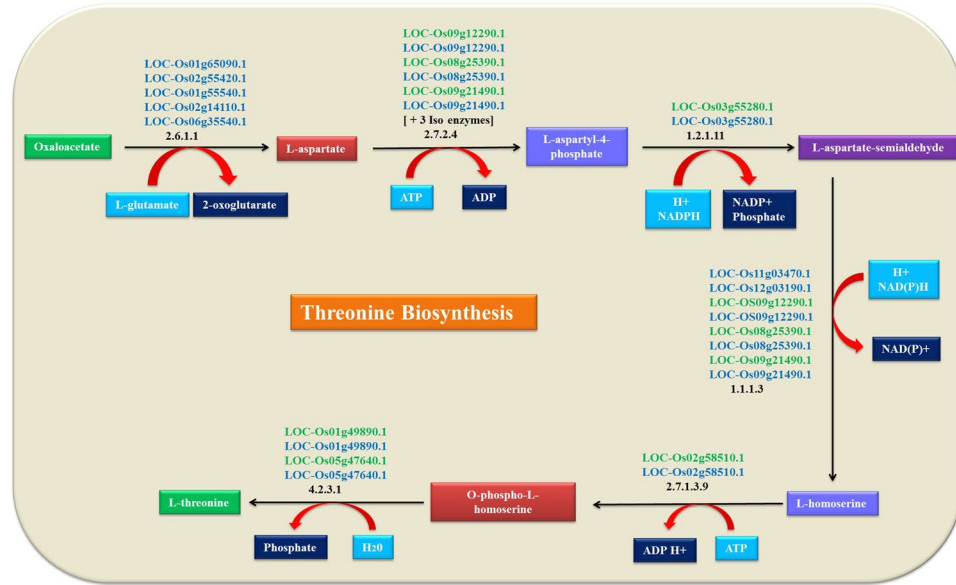 LOC-Os01g65090.1
LOC-Os02g55420.1
LOC-Os01g55540.1
LOC-Os02g14110.1
LOC-Os06g35540.1
2.6.1.1
LOC-Os09g12290.1
LOC-Os09g12290.1
LOC-Os08g25390.1
LOC-Os08g25390.1
LOC-Os09g21490.1
LOC-Os09g21490.1
[ + 3 Iso enzymes]
2.7.2.4
LOC-Os03g55280.1
LOC-Os03g55280.1
1.2.1.11
Oxaloacetate
L-aspartate
L-aspartyl-4-
phosphate
L-aspartate-semialdehyde
L-glutamate
2-oxoglutarate
ATP
ADP
H+
NADPH
NADP+
Phosphate
LOC-Os11g03470.1
LOC-Os12g03190.1
LOC-OS09g12290.1
LOC-OS09g12290.1
LOC-Os08g25390.1
LOC-Os08g25390.1
LOC-Os09g21490.1
LOC-Os09g21490.1
1.1.1.3
H+
NAD(P)H
NAD(P)+
Threonine Biosynthesis
LOC-Os01g49890.1
LOC-Os01g49890.1
LOC-Os05g47640.1
LOC-Os05g47640.1
4.2.3.1
LOC-Os02g58510.1
LOC-Os02g58510.1
2.7.1.3.9
L-threonine
O-phospho-L-
homoserine
L-homoserine
Phosphate
H20
ADP H+
ATP